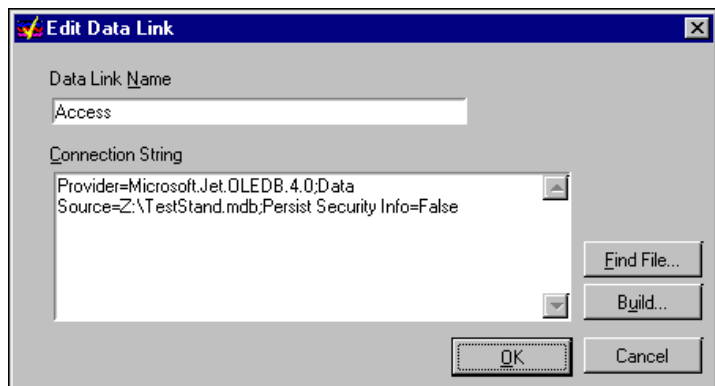 Edit Data Link
Data Link Name
Access
Connection String
Provider=Microsoft.Jet.OLEDB.4.0;Data
Source=Z:\TestStand.mdb;Persist Security Info=False
Find File...
Build...
OK
Cancel